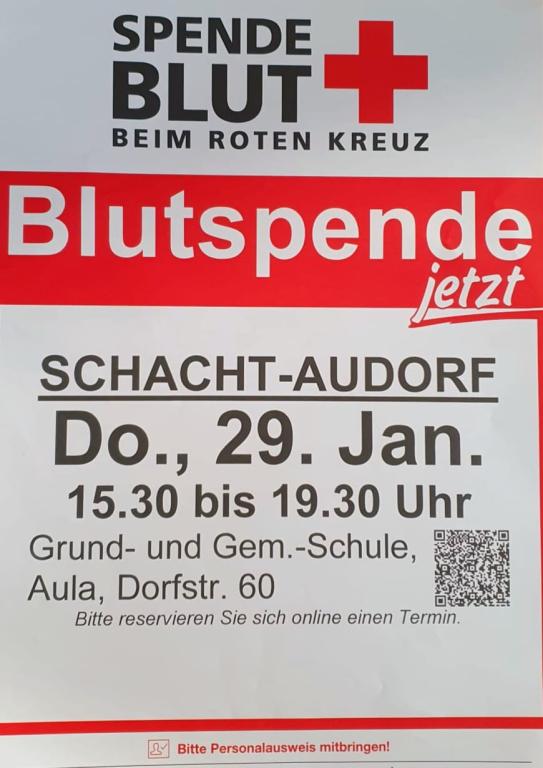 SPENDE
BLUT
BEIM ROTEN KREUZ
Blutspende
jetzt
SCHACHT-AUDORF
Do., 29. Jan.
15.30 bis 19.30 Uhr
Grund- und Gem.-Schule,
Aula, Dorfstr. 60
Bitte reservieren Sie sich online einen Termin.
Bitte Personalausweis mitbringen!